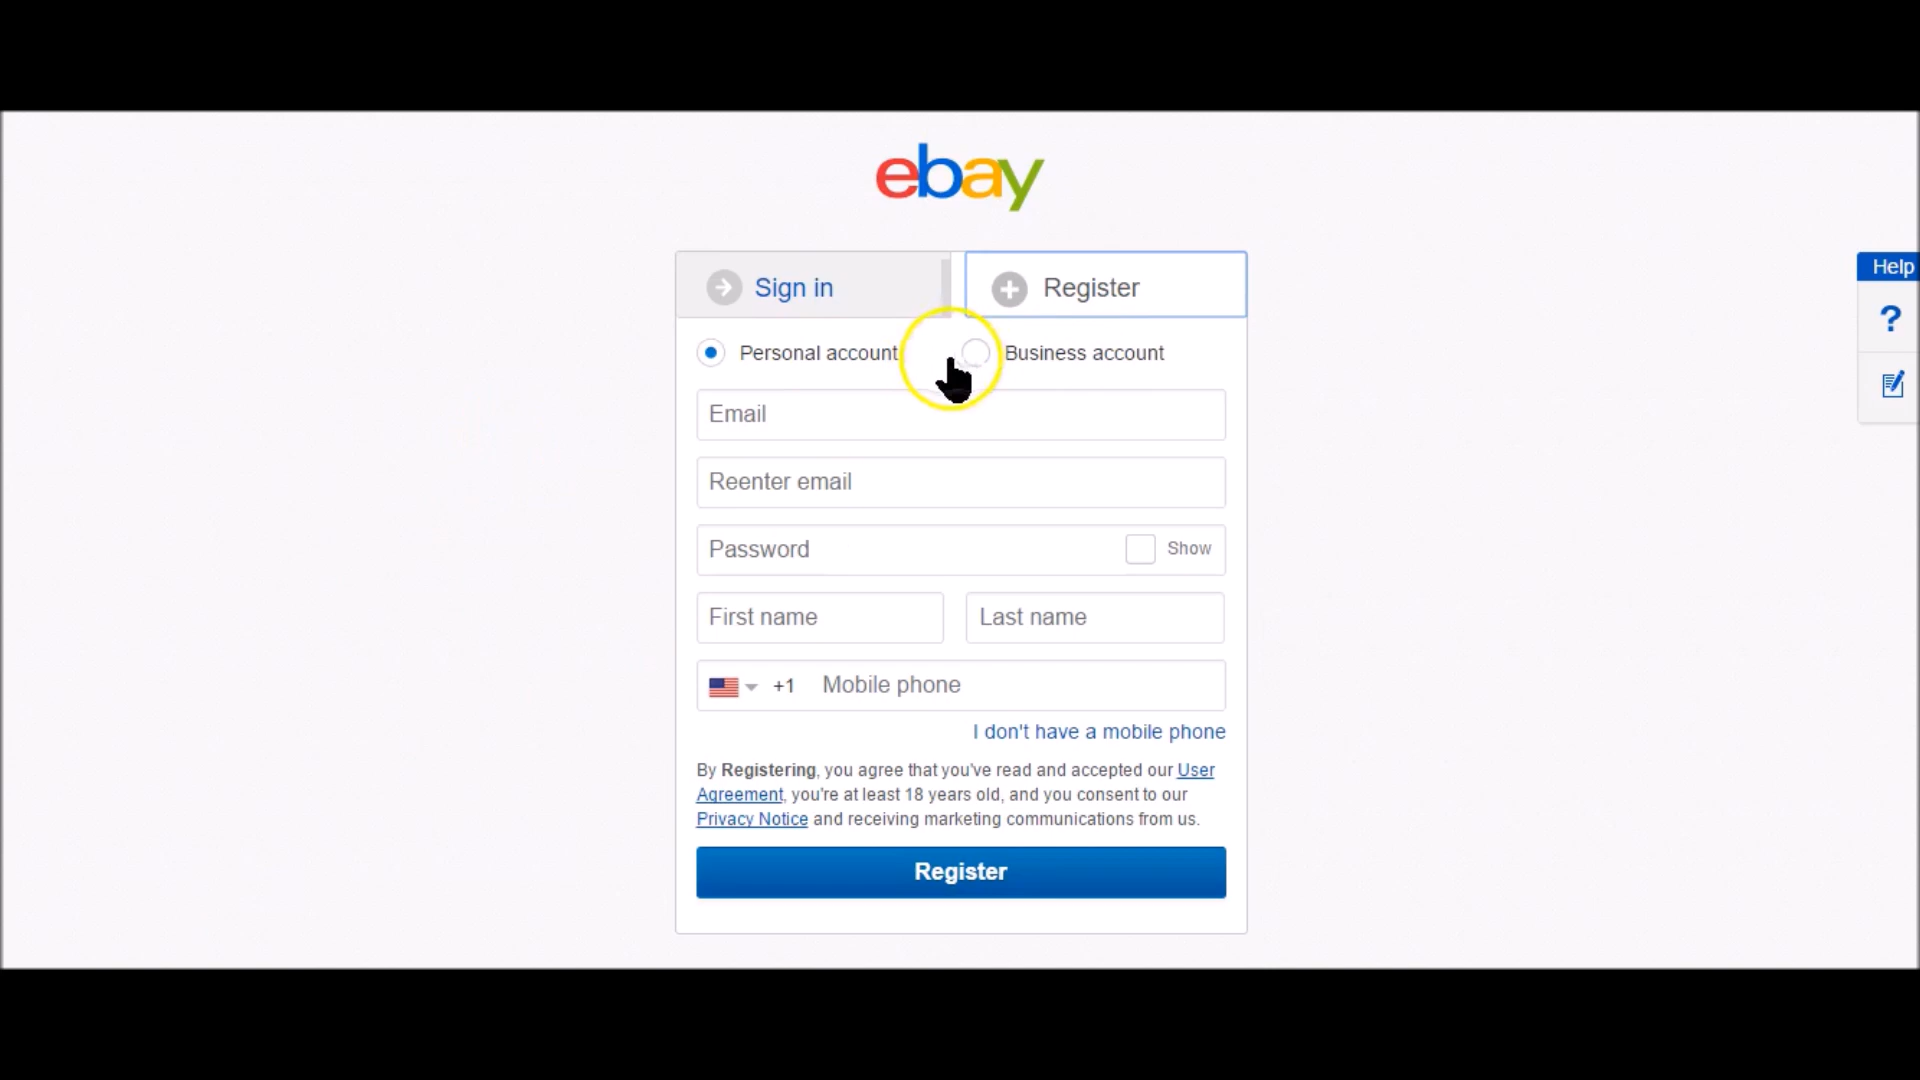 ebay
Sign in
Register
Help
Personal account
Business account
?
Email
Reenter email
Password
Show
First name
Last name
+1
Mobile phone
I don't have a mobile phone
By Registering, you agree that you've read and accepted our User
Agreement, you're at least 18 years old, and you consent to our
Privacy Notice and receiving marketing communications from us.
Register